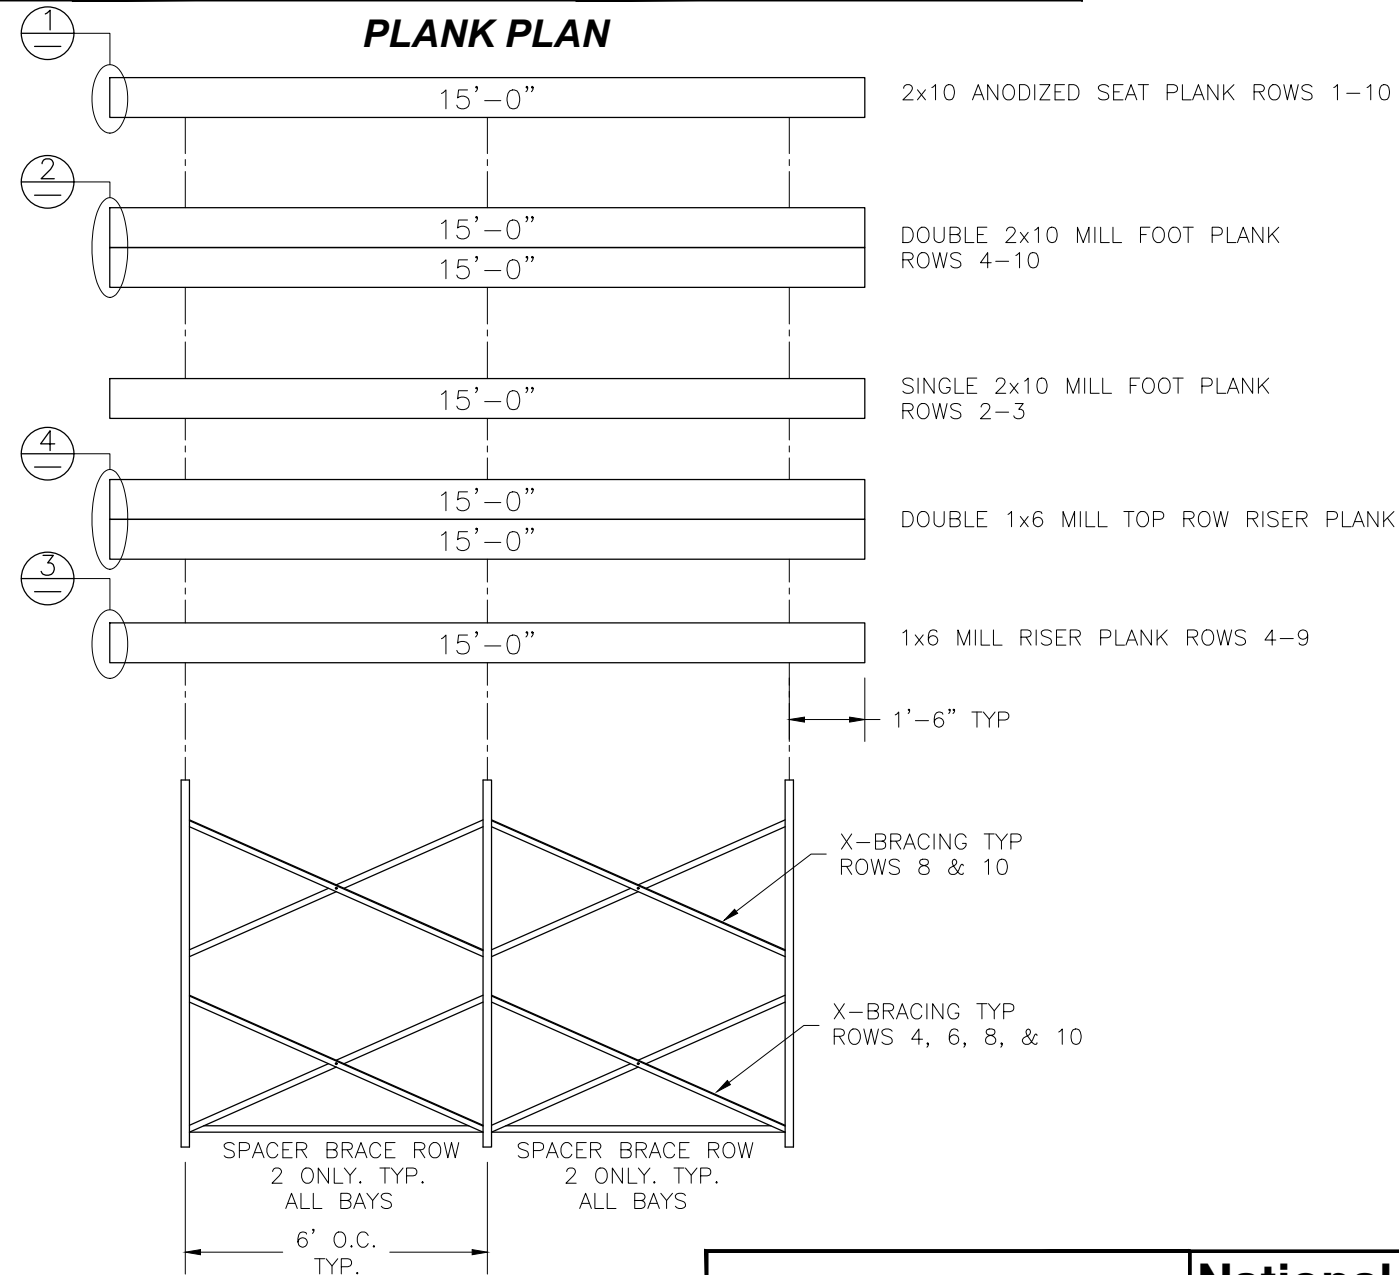 PLANK PLAN
1
15'-0"
2x10 ANODIZED SEAT PLANK ROWS 1-10
2
15'-0"
15'-0"
DOUBLE 2x10 MILL FOOT PLANK
ROWS 4-10
15'-0"
SINGLE 2x10 MILL FOOT PLANK
ROWS 2-3
4
15'-0"
15'-0"
DOUBLE 1x6 MILL TOP ROW RISER PLANK
3
15'-0"
1x6 MILL RISER PLANK ROWS 4-9
1'-6" TYP
X-BRACING TYP
ROWS 8 & 10
X-BRACING TYP
ROWS 4, 6, 8, & 10
SPACER BRACE ROW
2 ONLY. TYP.
ALL BAYS
SPACER BRACE ROW
2 ONLY. TYP.
ALL BAYS
6' O.C.
TYP.
National